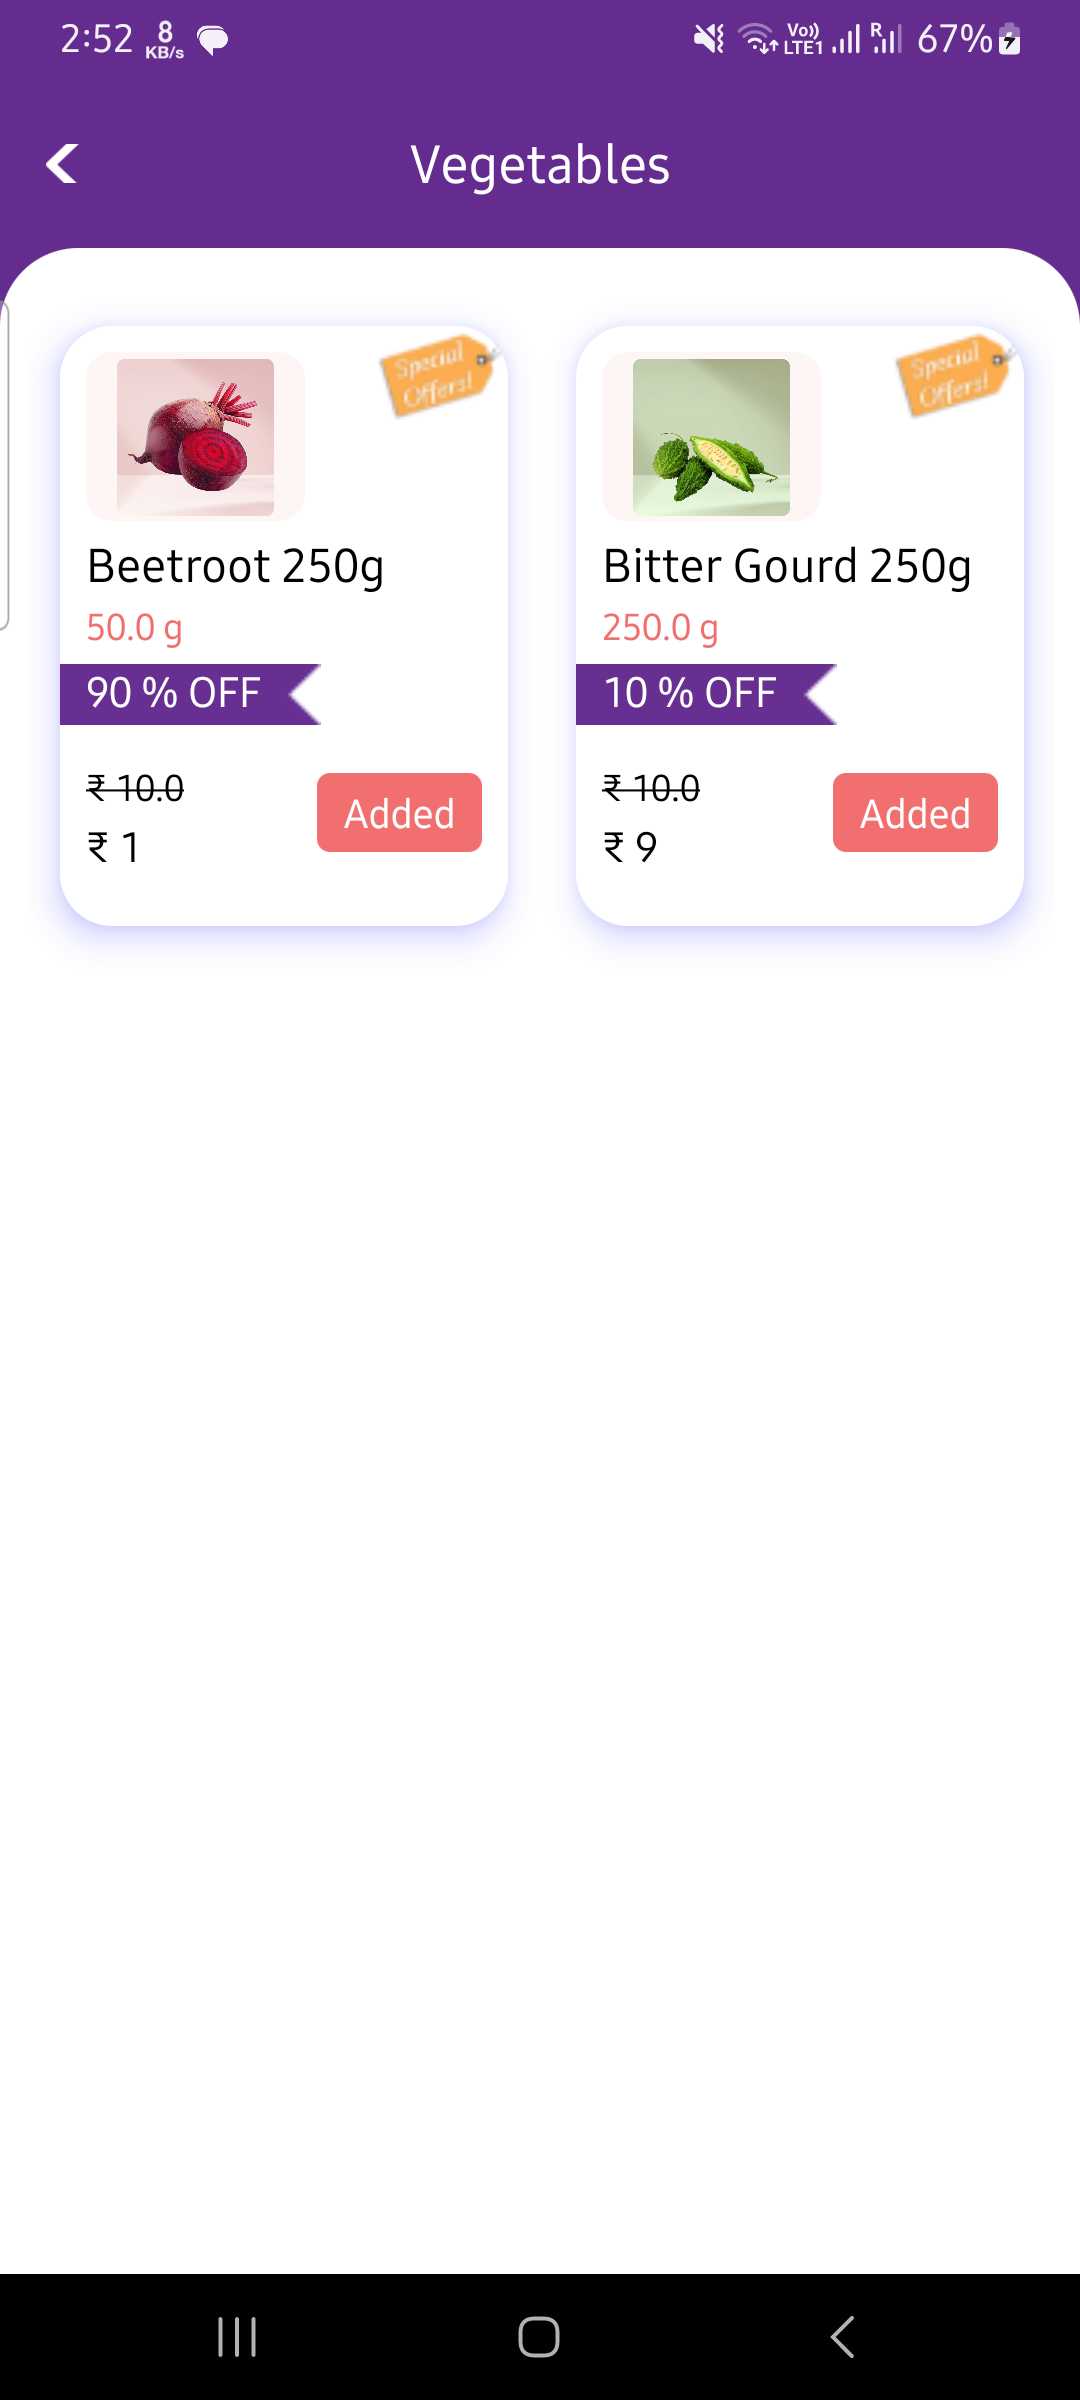 2:52 8 KB/s Vo)) LTE1 R 67%
Vegetables
Special
Offers!
Beetroot 250g
50.0 g
90 % OFF
₹ 10.0
₹ 1
Added
Special
Offers!
Bitter Gourd 250g
250.0 g
10 % OFF
₹ 10.0
₹ 9
Added